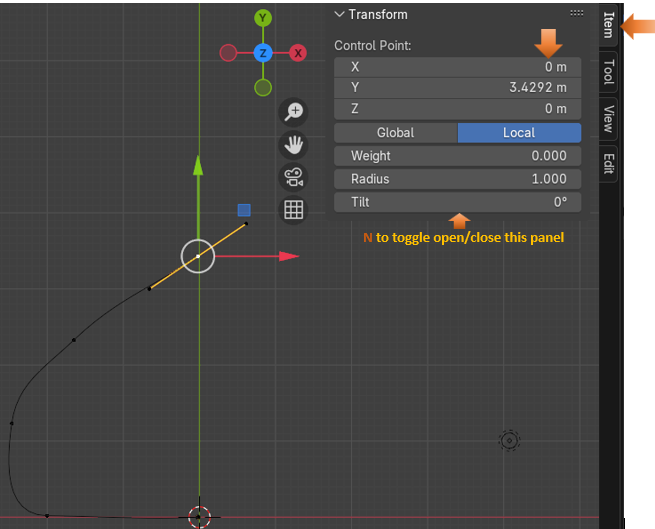 Transform
Item
Control Point:
X 0 m
Y 3.4292 m
Z 0 m
Global Local
Weight 0.000
Radius 1.000
Tilt 0°
N to toggle open/close this panel
Tool
View
Edit
Y
Z X